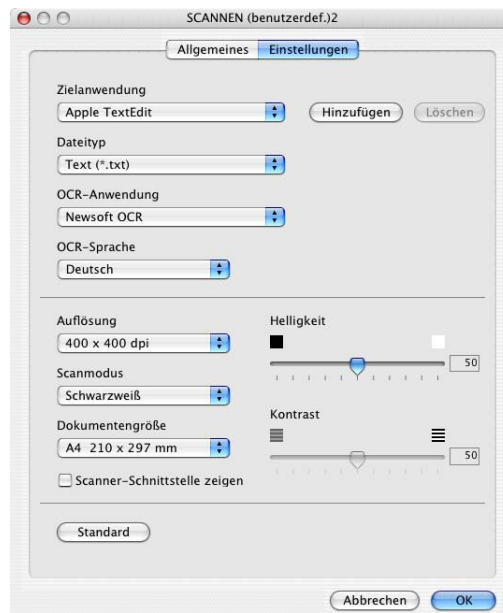 SCANNEN (benutzerdef.)2
Allgemeines Einstellungen
Zielanwendung
Apple TextEdit Hinzufügen Löschen
Dateityp
Text (*.txt)
OCR-Anwendung
Newsoft OCR
OCR-Sprache
Deutsch
Auflösung
400 x 400 dpi
Scanmodus
Schwarzweiß
Dokumentengröße
A4 210 x 297 mm
Scanner-Schnittstelle zeigen
Helligkeit
50
Kontrast
50
Standard
Abbrechen OK